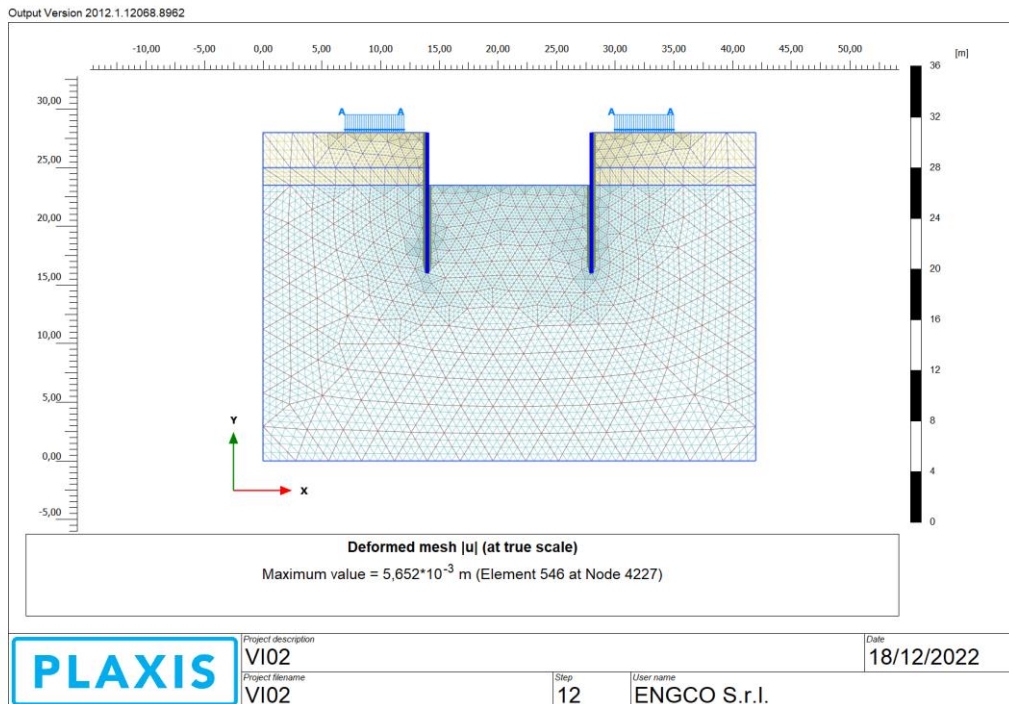 Output Version 2012.1.12068.8962
-10,00 0,00 5,00 10,00 15,00 20,00 25,00 30,00 35,00 40,00 50,00
[m]
36
30,00
A A A A
32
25,00
28
20,00
24
15,00
20
10,00
16
12
5,00
Y
8
0,00
X
4
-5,00
0
Deformed mesh |u| (at true scale)
Maximum value = 5,652*10-3 m (Element 546 at Node 4227)
PLAXIS
Project description
VI02
Date
18/12/2022
Project filename
VI02
Step
12
User name
ENGCO S.r.l.